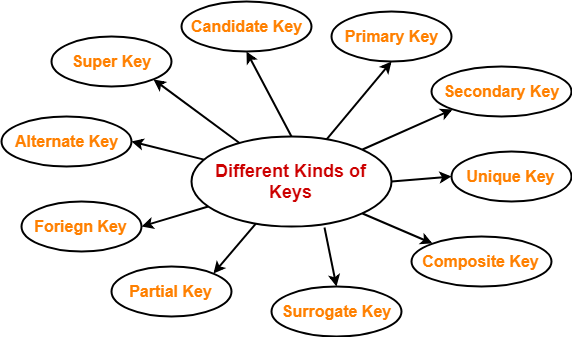 Candidate Key
Primary Key
Super Key
Secondary Key
Alternate Key
Different Kinds of
Keys
Unique Key
Foriegn Key
Composite Key
Partial Key
Surrogate Key